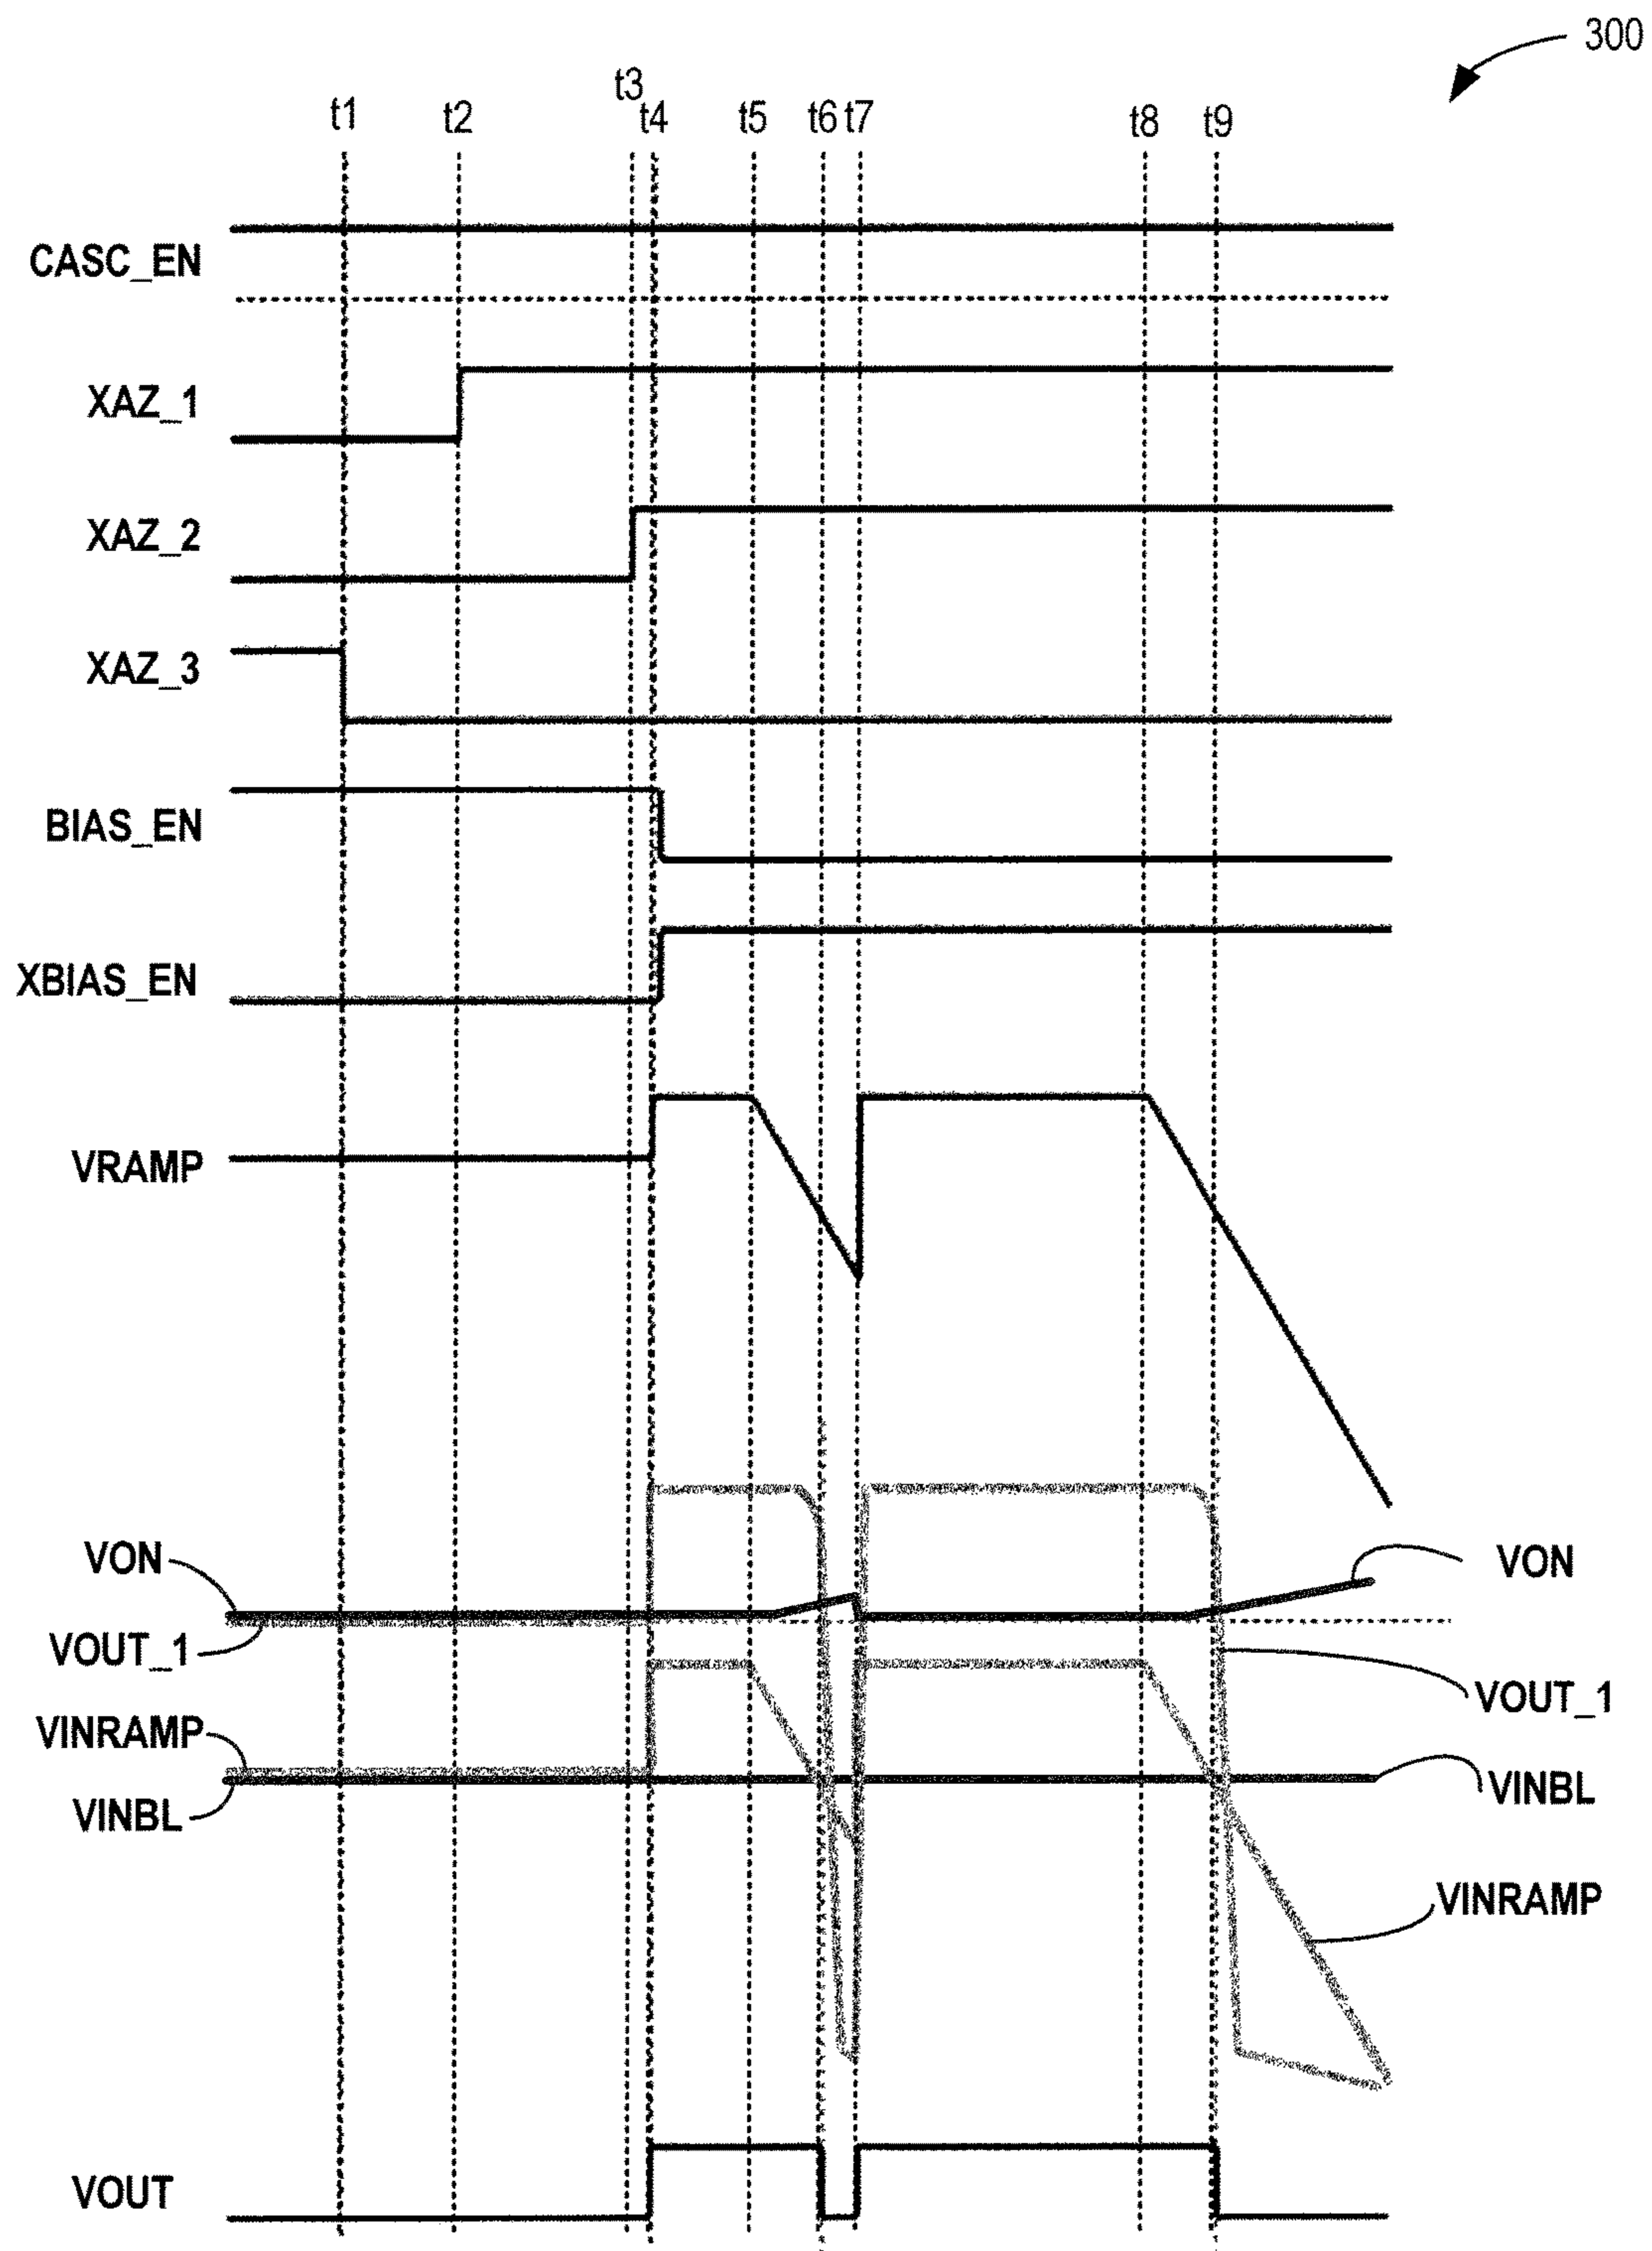 300
t1
t2
t3
t4
t5
t6
t7
t8
t9
CASC_EN
XAZ_1
XAZ_2
XAZ_3
BIAS_EN
XBIAS_EN
VRAMP
VON
VON
VOUT_1
VOUT_1
VINRAMP
VINBL
VINBL
VINRAMP
VOUT